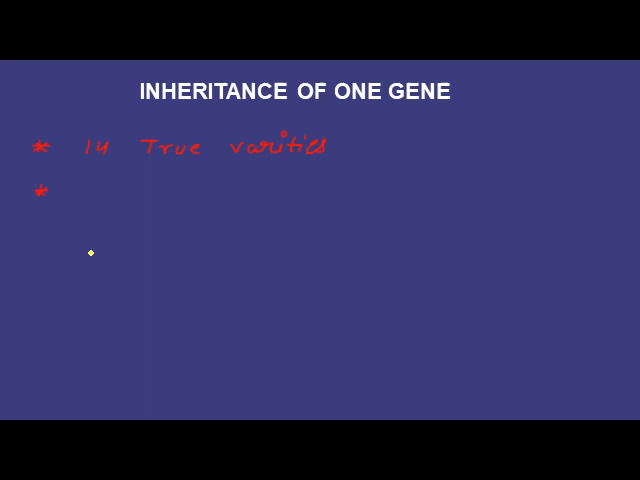 INHERITANCE OF ONE GENE
* 14 True varities
*